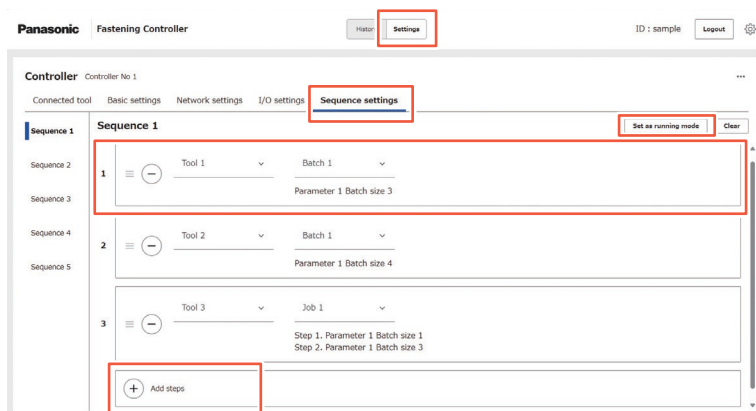 Panasonic Fastening Controller Histor Settings ID : sample Logout
Controller Controller No 1
Connected tool Basic settings Network settings I/O settings Sequence settings
Sequence 1
Sequence 2
Sequence 3
Sequence 4
Sequence 5
Sequence 1 Set as running mode Clear
1 Tool 1 Batch 1
Parameter 1 Batch size 3
2 Tool 2 Batch 1
Parameter 1 Batch size 4
3 Tool 3 Job 1
Step 1. Parameter 1 Batch size 1
Step 2. Parameter 1 Batch size 3
Add steps